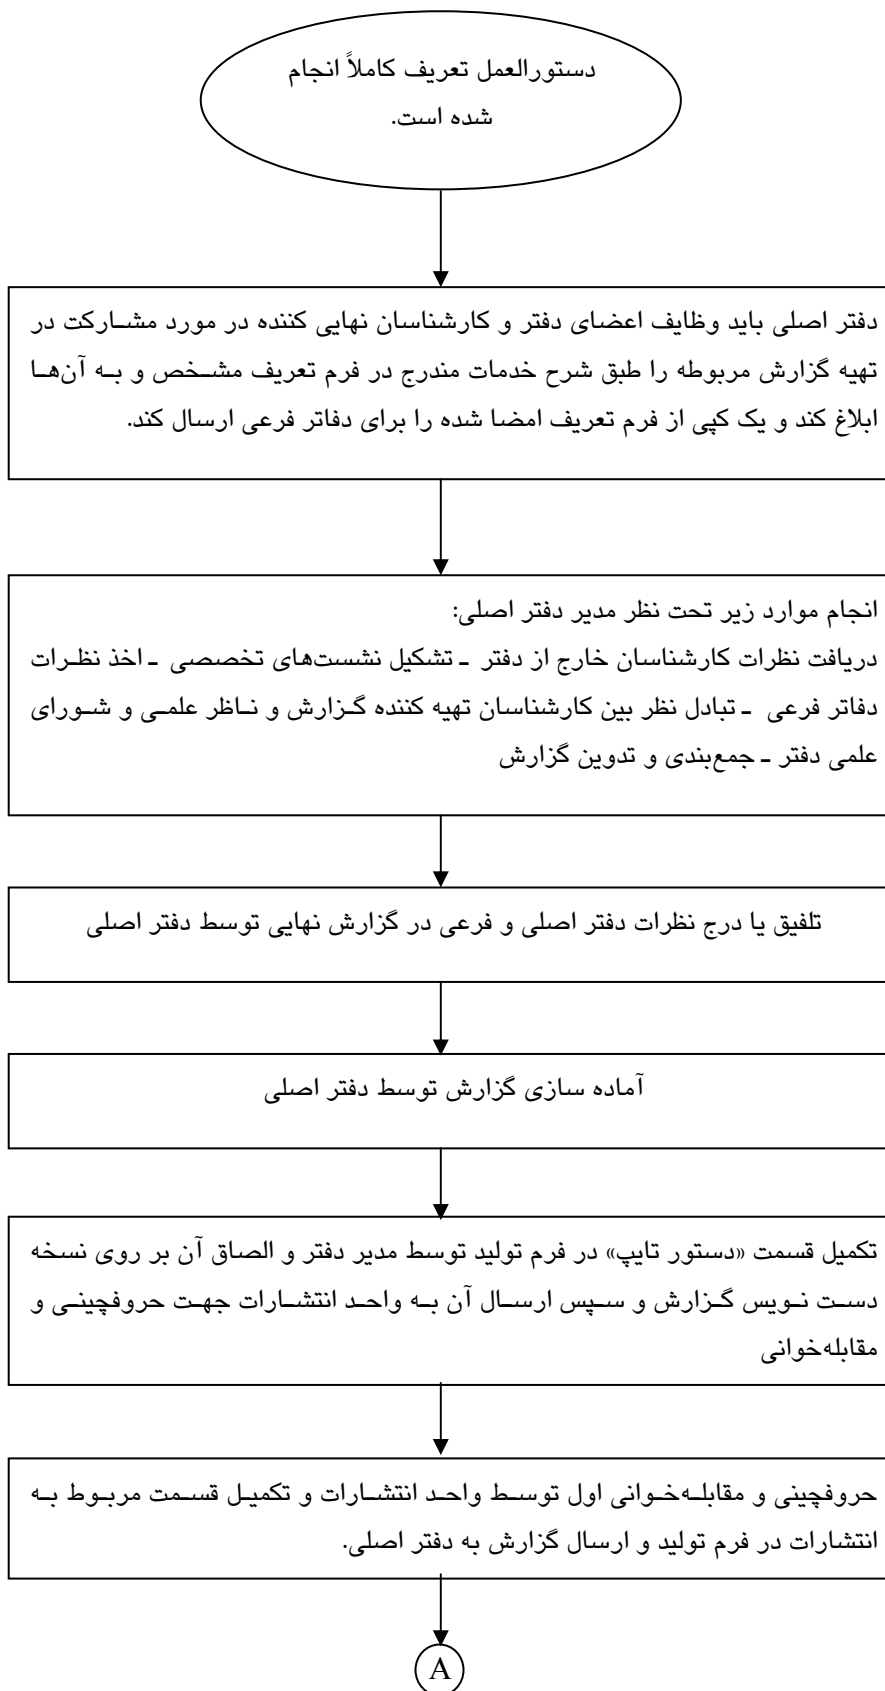 دستورالعمل تعریف کاملاً انجام
شده است.
دفتر اصلی باید وظایف اعضای دفتر و کارشناسان نهایی کننده در مورد مشارکت در
تهیه گزارش مربوطه را طبق شرح خدمات مندرج در فرم تعریف مشخص و به آن‌ها
ابلاغ کند و یک کپی از فرم تعریف امضا شده را برای دفاتر فرعی ارسال کند.
انجام موارد زیر تحت نظر مدیر دفتر اصلی:
دریافت نظرات کارشناسان خارج از دفتر ـ تشکیل نشست‌های تخصصی ـ اخذ نظرات
دفاتر فرعی ـ تبادل نظر بین کارشناسان تهیه کننده گزارش و ناظر علمی و شورای
علمی دفتر ـ جمع‌بندی و تدوین گزارش
تلفیق یا درج نظرات دفتر اصلی و فرعی در گزارش نهایی توسط دفتر اصلی
آماده سازی گزارش توسط دفتر اصلی
تکمیل قسمت «دستور تایپ» در فرم تولید توسط مدیر دفتر و الصاق آن بر روی نسخه
دست نویس گزارش و سپس ارسال آن به واحد انتشارات جهت حروفچینی و
مقابله‌خوانی
حروفچینی و مقابله‌خوانی اول توسط واحد انتشارات و تکمیل قسمت مربوط به
انتشارات در فرم تولید و ارسال گزارش به دفتر اصلی.
A